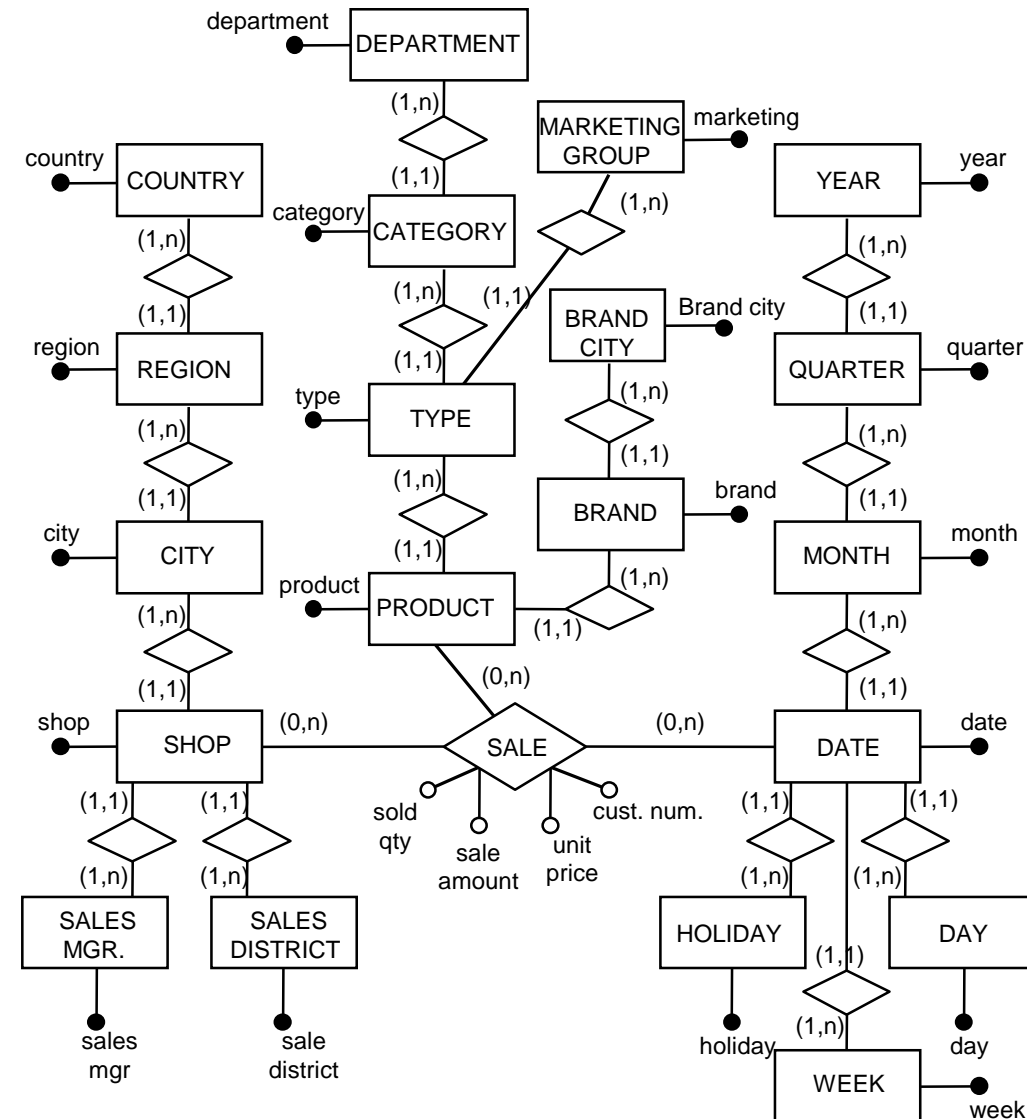 department
DEPARTMENT
(1,n)
MARKETING
GROUP
marketing
country
COUNTRY
(1,1)
(1,n)
YEAR
year
category
CATEGORY
(1,n)
(1,n)
(1,n)
(1,1)
(1,1)
BRAND
CITY
Brand city
(1,1)
(1,1)
region
REGION
(1,1)
QUARTER
quarter
type
TYPE
(1,n)
(1,n)
(1,n)
(1,n)
(1,1)
(1,1)
(1,1)
brand
BRAND
city
CITY
(1,1)
MONTH
month
product
PRODUCT
(1,n)
(1,1)
(1,n)
(1,n)
(1,1)
(0,n)
(1,1)
shop
SHOP
(0,n)
SALE
(0,n)
DATE
date
(1,1)
(1,1)
sold
qty
sale
amount
unit
price
cust. num.
(1,1)
(1,1)
(1,n)
(1,n)
(1,n)
(1,n)
SALES
MGR.
SALES
DISTRICT
HOLIDAY
DAY
(1,1)
sales
mgr
sale
district
(1,n)
holiday
day
WEEK
week